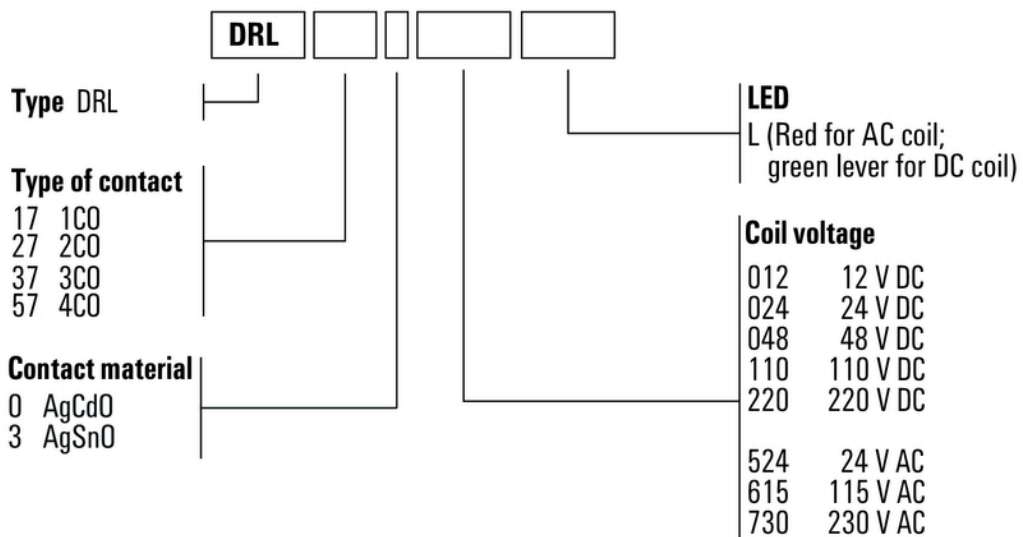 DRL
Type DRL
Type of contact
17 1CO
27 2CO
37 3CO
57 4CO
Contact material
0 AgCdO
3 AgSnO
LED
L (Red for AC coil;
green lever for DC coil)
Coil voltage
012 12 V DC
024 24 V DC
048 48 V DC
110 110 V DC
220 220 V DC
524 24 V AC
615 115 V AC
730 230 V AC